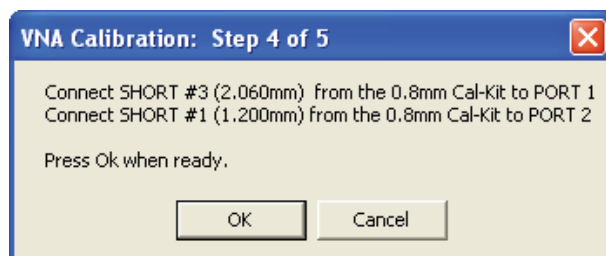 VNA Calibration: Step 4 of 5
Connect SHORT #3 (2.060mm) from the 0.8mm Cal-Kit to PORT 1
Connect SHORT #1 (1.200mm) from the 0.8mm Cal-Kit to PORT 2
Press Ok when ready.
OK Cancel